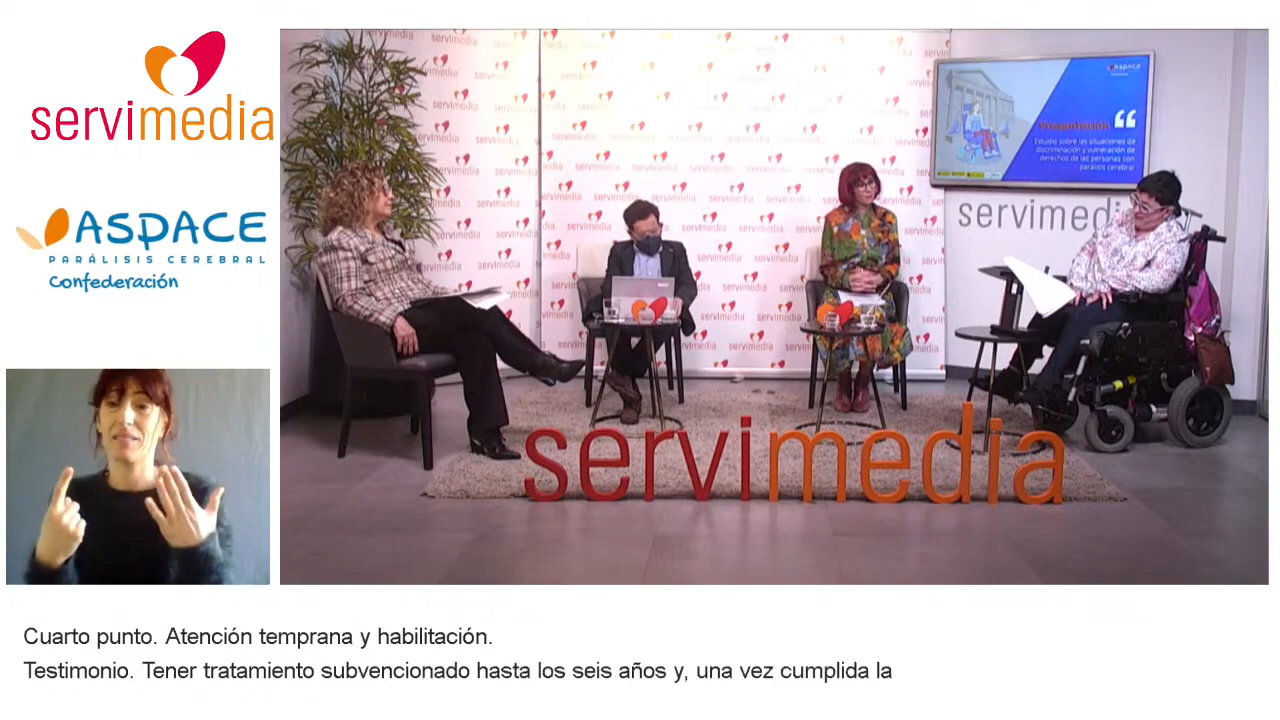 servimedia
ASPACE
PARÁLISIS CEREBRAL
Confederación
servimedia
ASPACE
Presentación
Estudio sobre las situaciones de
discriminación y vulneración de
derechos de las personas con
parálisis cerebral
servimedia
Cuarto punto. Atención temprana y habilitación.
Testimonio. Tener tratamiento subvencionado hasta los seis años y, una vez cumplida la